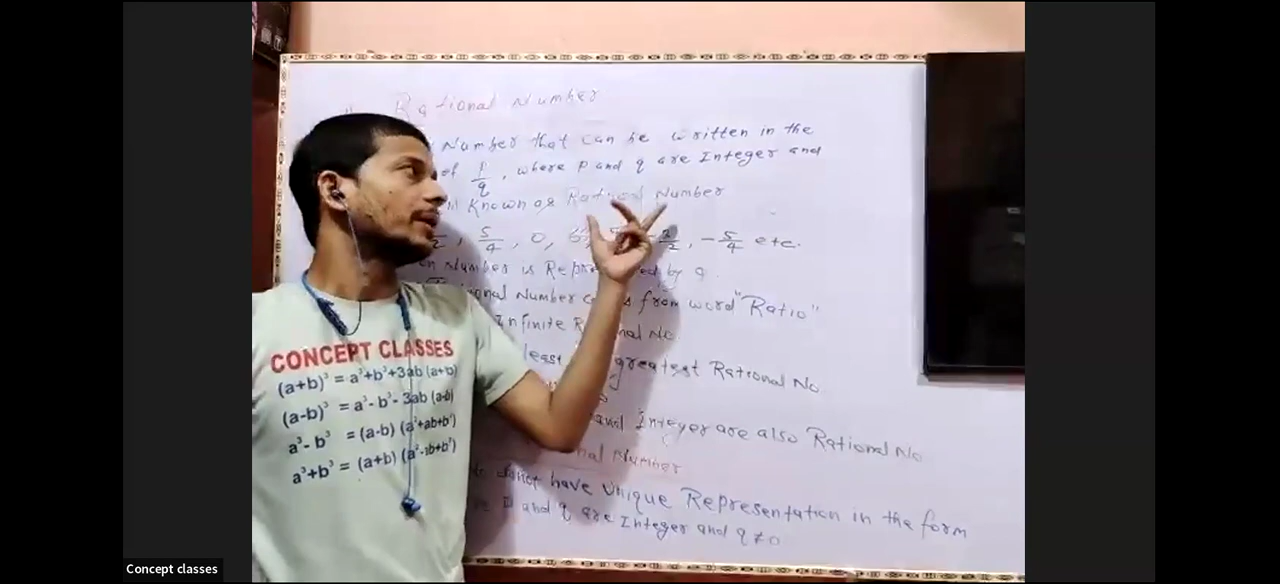 Rational Number
Number that can be written in the
of p/q, where p and q are Integer and
Known as Rational Number
, 5/4, 0, 6, -5/4 etc.
Number is Represented by q.
Number comes from word "Ratio"
Infinite Rational No
least greatest Rational No
and Integer are also Rational No
Number
have Unique Representation in the form
p and q are Integer and q ≠ 0
CONCEPT CLASSES
(a+b)³ = a³+b³+3ab (a+b)
(a-b)³ = a³-b³-3ab (a-b)
a³-b³ = (a-b) (a²+ab+b²)
a³+b³ = (a+b) (a²-ab+b²)
Concept classes